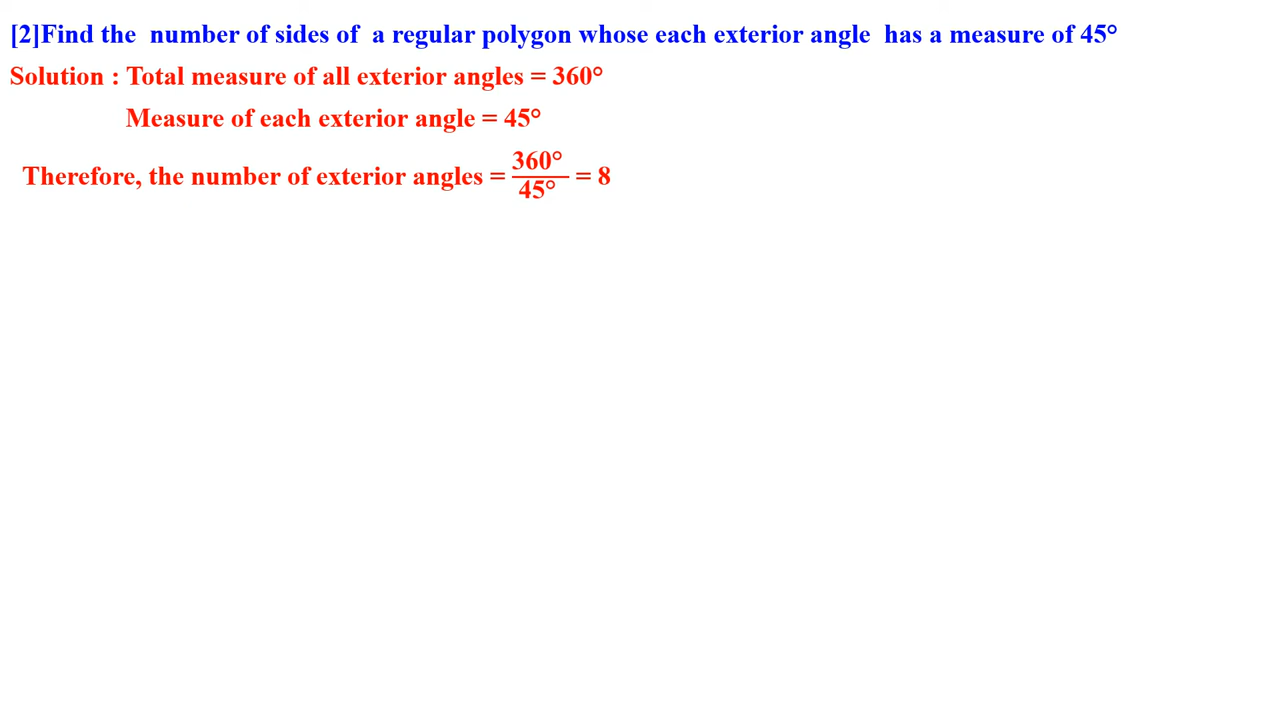 [2]Find the number of sides of a regular polygon whose each exterior angle has a measure of 45°
Solution : Total measure of all exterior angles = 360°
Measure of each exterior angle = 45°
Therefore, the number of exterior angles = 360°/45° = 8